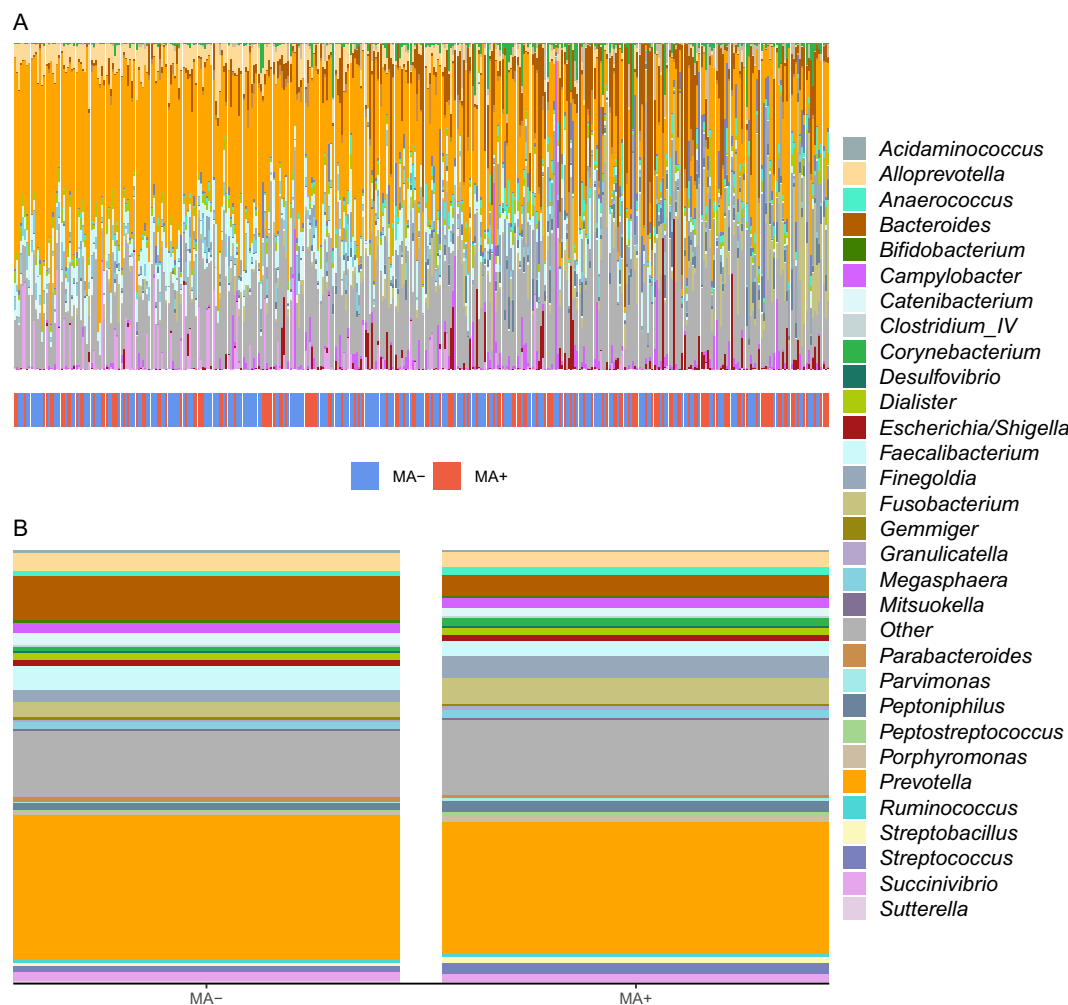 A
MA− MA+
B
MA− MA+
Acidaminococcus
Alloprevotella
Anaerococcus
Bacteroides
Bifidobacterium
Campylobacter
Catenibacterium
Clostridium_IV
Corynebacterium
Desulfovibrio
Dialister
Escherichia/Shigella
Faecalibacterium
Finegoldia
Fusobacterium
Gemmiger
Granulicatella
Megasphaera
Mitsuokella
Other
Parabacteroides
Parvimonas
Peptoniphilus
Peptostreptococcus
Porphyromonas
Prevotella
Ruminococcus
Streptobacillus
Streptococcus
Succinivibrio
Sutterella